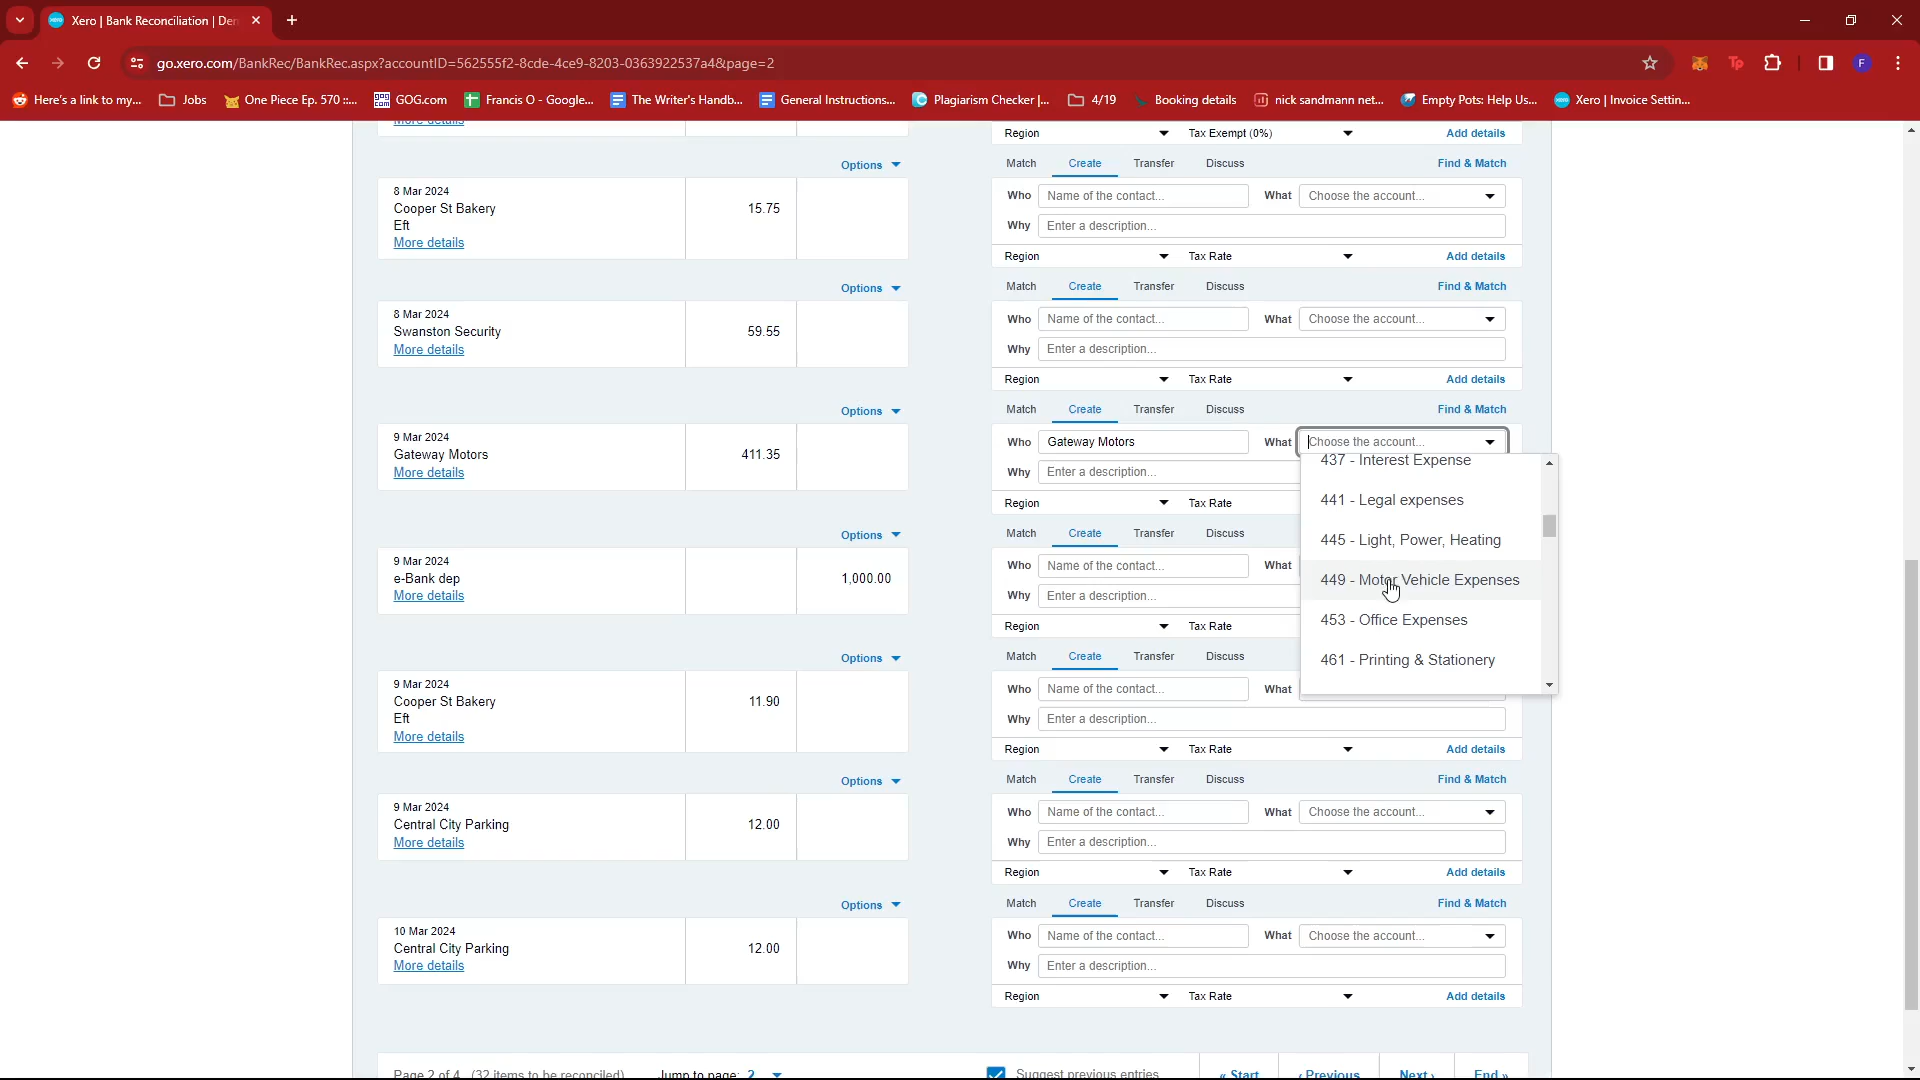 Xero | Bank Reconciliation | Den
go.xero.com/BankRec/BankRec.aspx?accountID=562555f2-8cde-4ce9-8203-0363922537a4&page=2
Tp
F
Here's a link to my...
Jobs
One Piece Ep. 570 ::...
GOG.com
Francis O - Google...
The Writer's Handb...
General Instructions...
Plagiarism Checker |...
4/19
Booking details
nick sandmann net...
Empty Pots: Help Us...
Xero | Invoice Settin...
More details
Region Tax Exempt (0%) Add details
Options
Match Create Transfer Discuss Find & Match
8 Mar 2024
Cooper St Bakery 15.75
Eft
More details
Who Name of the contact... What Choose the account...
Why Enter a description...
Region Tax Rate Add details
Options
Match Create Transfer Discuss Find & Match
8 Mar 2024
Swanston Security 59.55
More details
Who Name of the contact... What Choose the account...
Why Enter a description...
Region Tax Rate Add details
Options
Match Create Transfer Discuss Find & Match
9 Mar 2024
Gateway Motors 411.35
More details
Who Gateway Motors What Choose the account...
Why Enter a description...
Region Tax Rate
437 - Interest Expense
441 - Legal expenses
445 - Light, Power, Heating
449 - Motor Vehicle Expenses
453 - Office Expenses
461 - Printing & Stationery
Options
Match Create Transfer Discuss
9 Mar 2024
e-Bank dep 1,000.00
More details
Who Name of the contact... What
Why Enter a description...
Region Tax Rate
Options
Match Create Transfer Discuss
9 Mar 2024
Cooper St Bakery 11.90
Eft
More details
Who Name of the contact... What
Why Enter a description...
Region Tax Rate Add details
Options
Match Create Transfer Discuss Find & Match
9 Mar 2024
Central City Parking 12.00
More details
Who Name of the contact... What Choose the account...
Why Enter a description...
Region Tax Rate Add details
Options
Match Create Transfer Discuss Find & Match
10 Mar 2024
Central City Parking 12.00
More details
Who Name of the contact... What Choose the account...
Why Enter a description...
Region Tax Rate Add details
Page 2 of 4 (32 items to be reconciled) Jump to page: 2 Suggest previous entries « Start ‹ Previous Next › End »